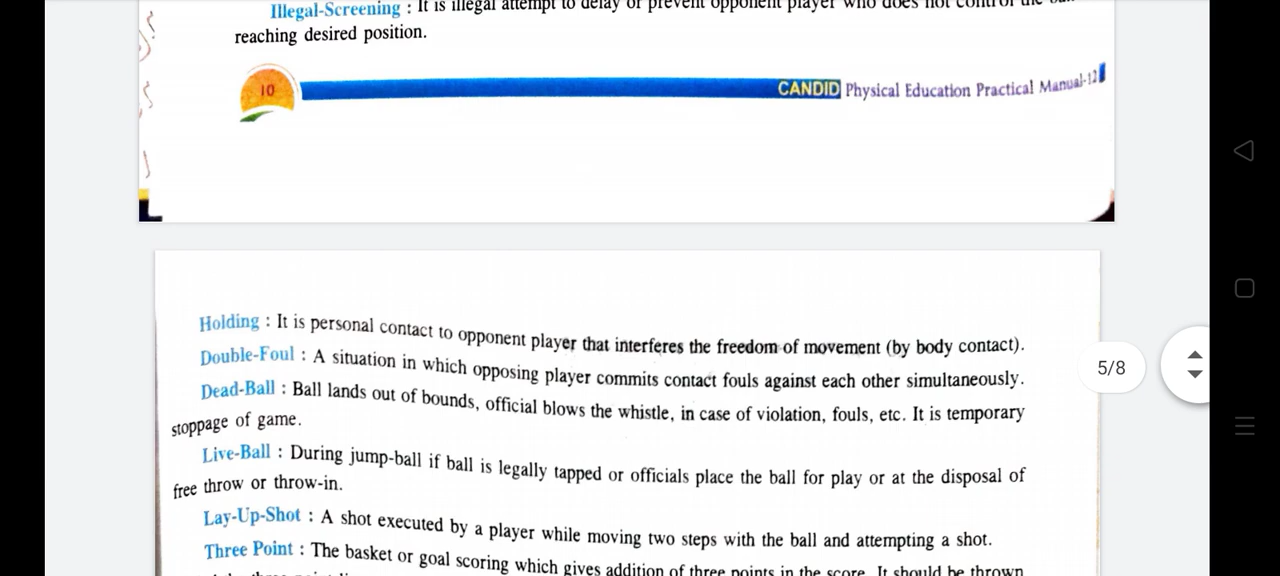 Illegal-Screening : It is illegal attempt to delay or prevent opponent player who does not control the
reaching desired position.
10
CANDID Physical Education Practical Manual-12
Holding : It is personal contact to opponent player that interferes the freedom of movement (by body contact).
Double-Foul : A situation in which opposing player commits contact fouls against each other simultaneously.
5/8
Dead-Ball : Ball lands out of bounds, official blows the whistle, in case of violation, fouls, etc. It is temporary
stoppage of game.
Live-Ball : During jump-ball if ball is legally tapped or officials place the ball for play or at the disposal of
free throw or throw-in.
Lay-Up-Shot : A shot executed by a player while moving two steps with the ball and attempting a shot.
Three Point : The basket or goal scoring which gives addition of three points in the score. It should be thrown